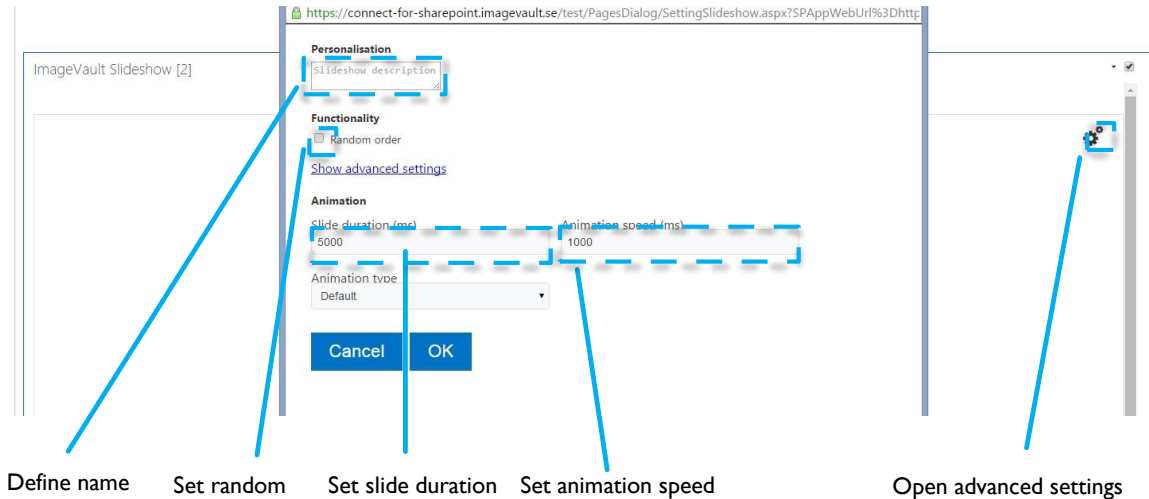 https://connect-for-sharepoint.imagevault.se/test/PagesDialog/SettingSlideshow.aspx?SPAppWebUrl%3Dhttp
ImageVault Slideshow [2]
Personalisation
Slideshow description
Functionality
Random order
Show advanced settings
Animation
Slide duration (ms) Animation speed (ms)
5000 1000
Animation type
Default
Cancel OK
Define name Set random Set slide duration Set animation speed Open advanced settings